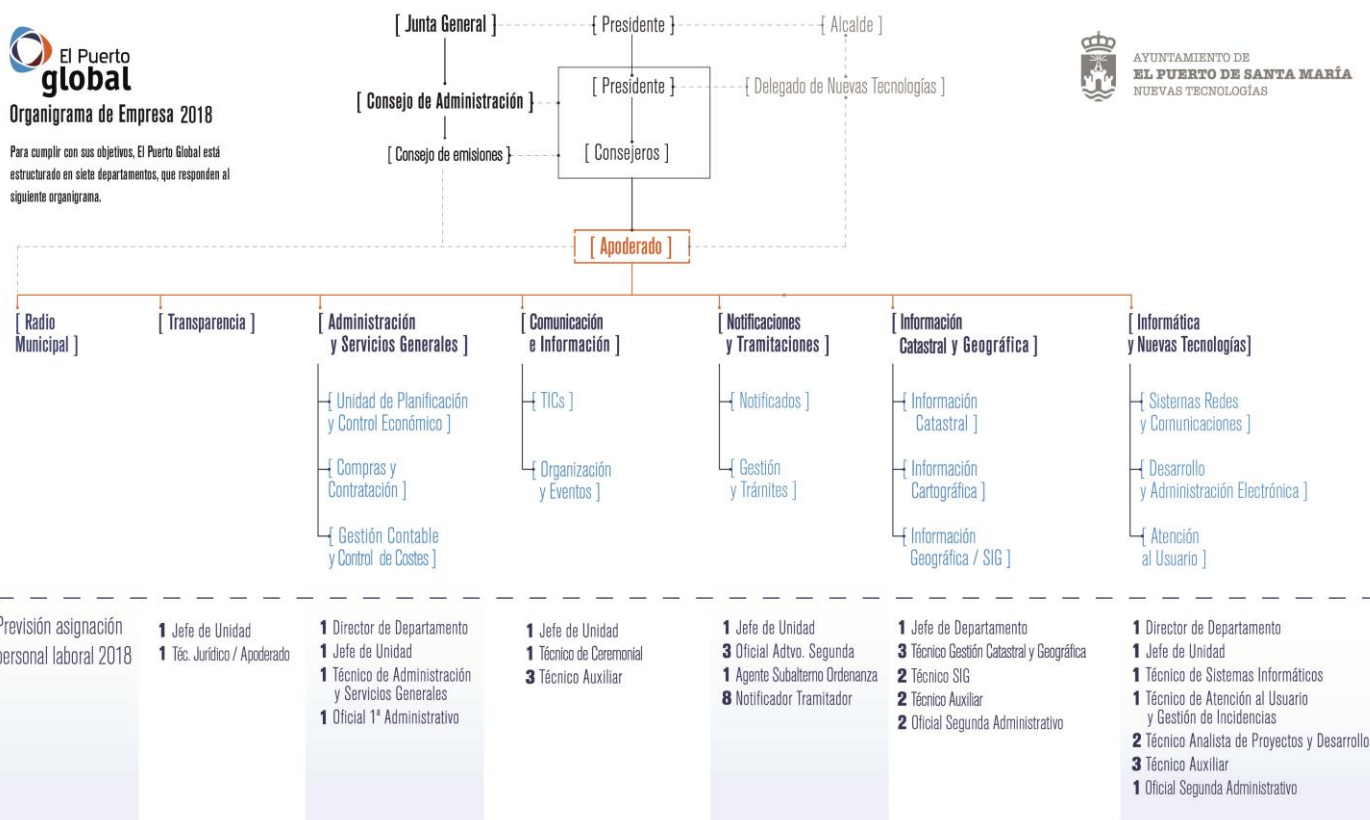 El Puerto
global
Organigrama de Empresa 2018
Para cumplir con sus objetivos, El Puerto Global está
estructurado en siete departamentos, que responden al
siguiente organigrama.
[ Junta General ]
[ Presidente ]
[ Alcalde ]
[ Consejo de Administración ]
[ Presidente ]
[ Delegado de Nuevas Tecnologías ]
[ Consejo de emisiones ]
[ Consejeros ]
AYUNTAMIENTO DE
EL PUERTO DE SANTA MARÍA
NUEVAS TECNOLOGÍAS
[ Apoderado ]
[ Radio
Municipal ]
[ Transparencia ]
[ Administración
y Servicios Generales ]
[ Unidad de Planificación
y Control Económico ]
[ Compras y
Contratación ]
[ Gestión Contable
y Control de Costes ]
[ Comunicación
e Información ]
[ TICs ]
[ Organización
y Eventos ]
[ Notificaciones
y Tramitaciones ]
[ Notificados ]
[ Gestión
y Trámites ]
[ Información
Catastral y Geográfica ]
[ Información
Catastral ]
[ Información
Cartográfica ]
[ Información
Geográfica / SIG ]
[ Informática
y Nuevas Tecnologías]
[ Sistemas Redes
y Comunicaciones ]
[ Desarrollo
y Administración Electrónica ]
[ Atención
al Usuario ]
Previsión asignación
personal laboral 2018
1 Jefe de Unidad
1 Téc. Jurídico / Apoderado
1 Director de Departamento
1 Jefe de Unidad
1 Técnico de Administración
y Servicios Generales
1 Oficial 1ª Administrativo
1 Jefe de Unidad
1 Técnico de Ceremonial
3 Técnico Auxiliar
1 Jefe de Unidad
3 Oficial Adtvo. Segunda
1 Agente Subalterno Ordenanza
8 Notificador Tramitador
1 Jefe de Departamento
3 Técnico Gestión Catastral y Geográfica
2 Técnico SIG
2 Técnico Auxiliar
2 Oficial Segunda Administrativo
1 Director de Departamento
1 Jefe de Unidad
1 Técnico de Sistemas Informáticos
1 Técnico de Atención al Usuario
y Gestión de Incidencias
2 Técnico Analista de Proyectos y Desarrollo
3 Técnico Auxiliar
1 Oficial Segunda Administrativo